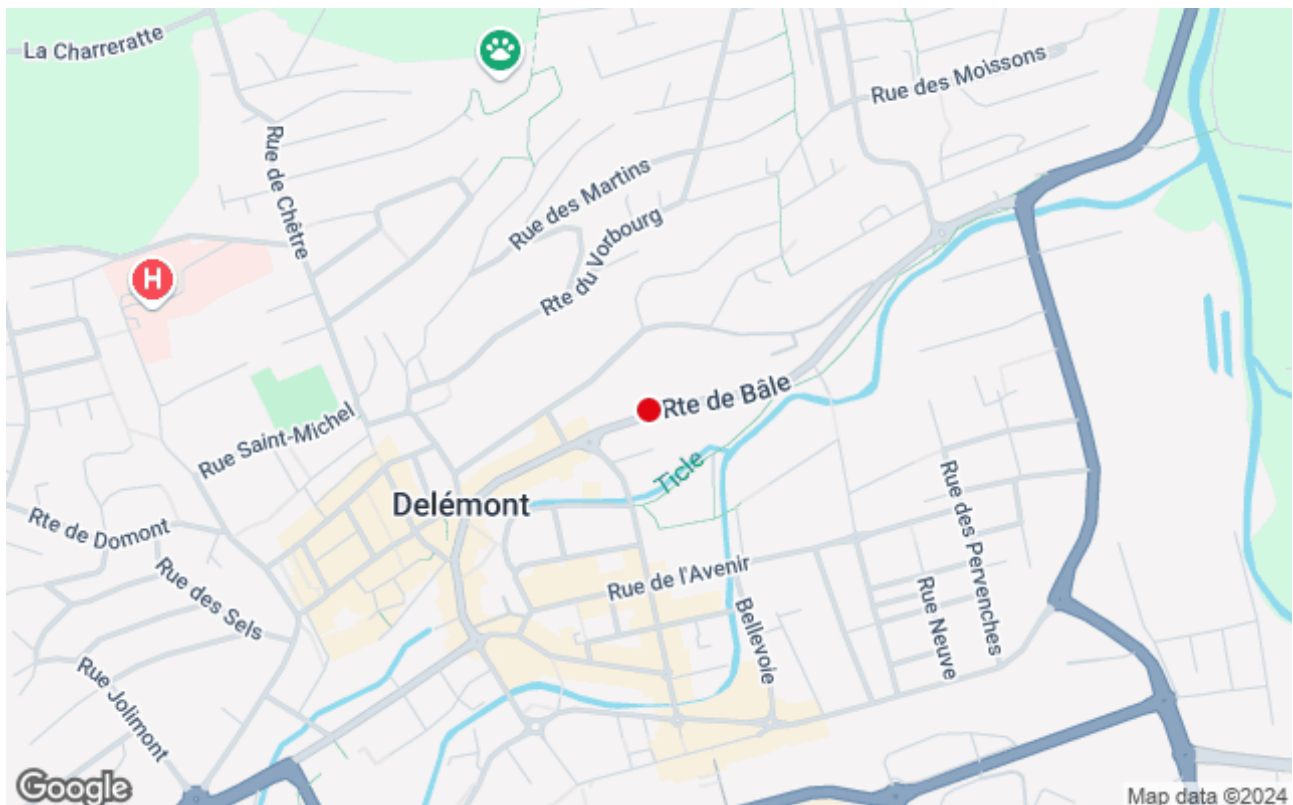 La Charreratte
Rue des Moissons
Rue de Chêtre
Rue des Martins
Rte du Vorbourg
H
Rte de Bâle
Rue Saint-Michel
Ticle
Delémont
Rte de Domont
Rue des Pervenches
Rue de l'Avenir
Rue des Sels
Rue Neuve
Bellevoie
Rue Jolimont
Google
Map data ©2024